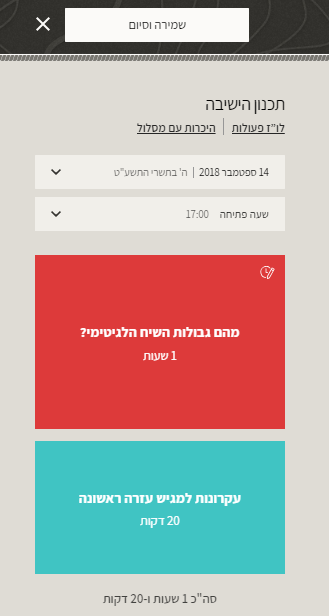 שמירה וסיום
תכנון הישיבה
לו"ז פעולות | היכרות עם מסלול
14 ספטמבר 2018 | ה' בתשרי התשע"ט
שעה פתיחה 17:00
מהם גבולות השיח הלגיטימי?
1 שעות
עקרונות למגיש עזרה ראשונה
20 דקות
סה"כ 1 שעות ו-20 דקות